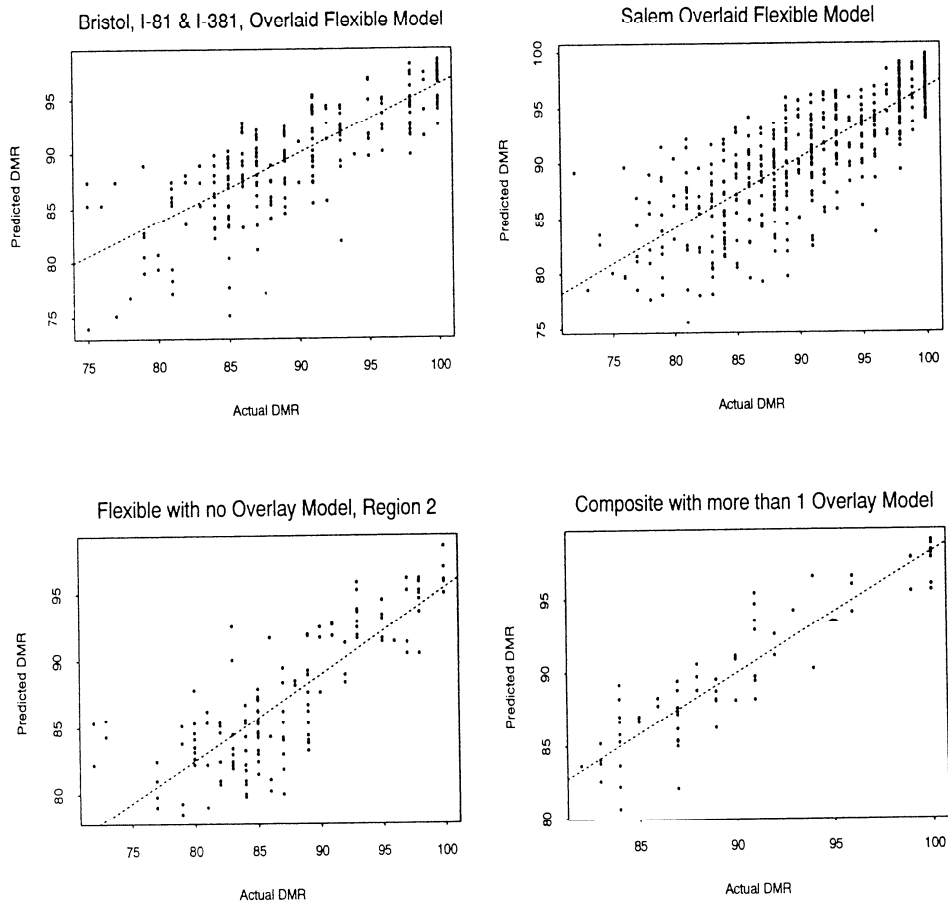 Bristol, I-81 & I-381, Overlaid Flexible Model
Predicted DMR
95
90
85
80
75
75 80 85 90 95 100
Actual DMR
Salem Overlaid Flexible Model
Predicted DMR
100
95
90
85
80
75
75 80 85 90 95 100
Actual DMR
Flexible with no Overlay Model, Region 2
Predicted DMR
95
90
85
80
75 80 85 90 95 100
Actual DMR
Composite with more than 1 Overlay Model
Predicted DMR
95
90
85
80
85 90 95 100
Actual DMR